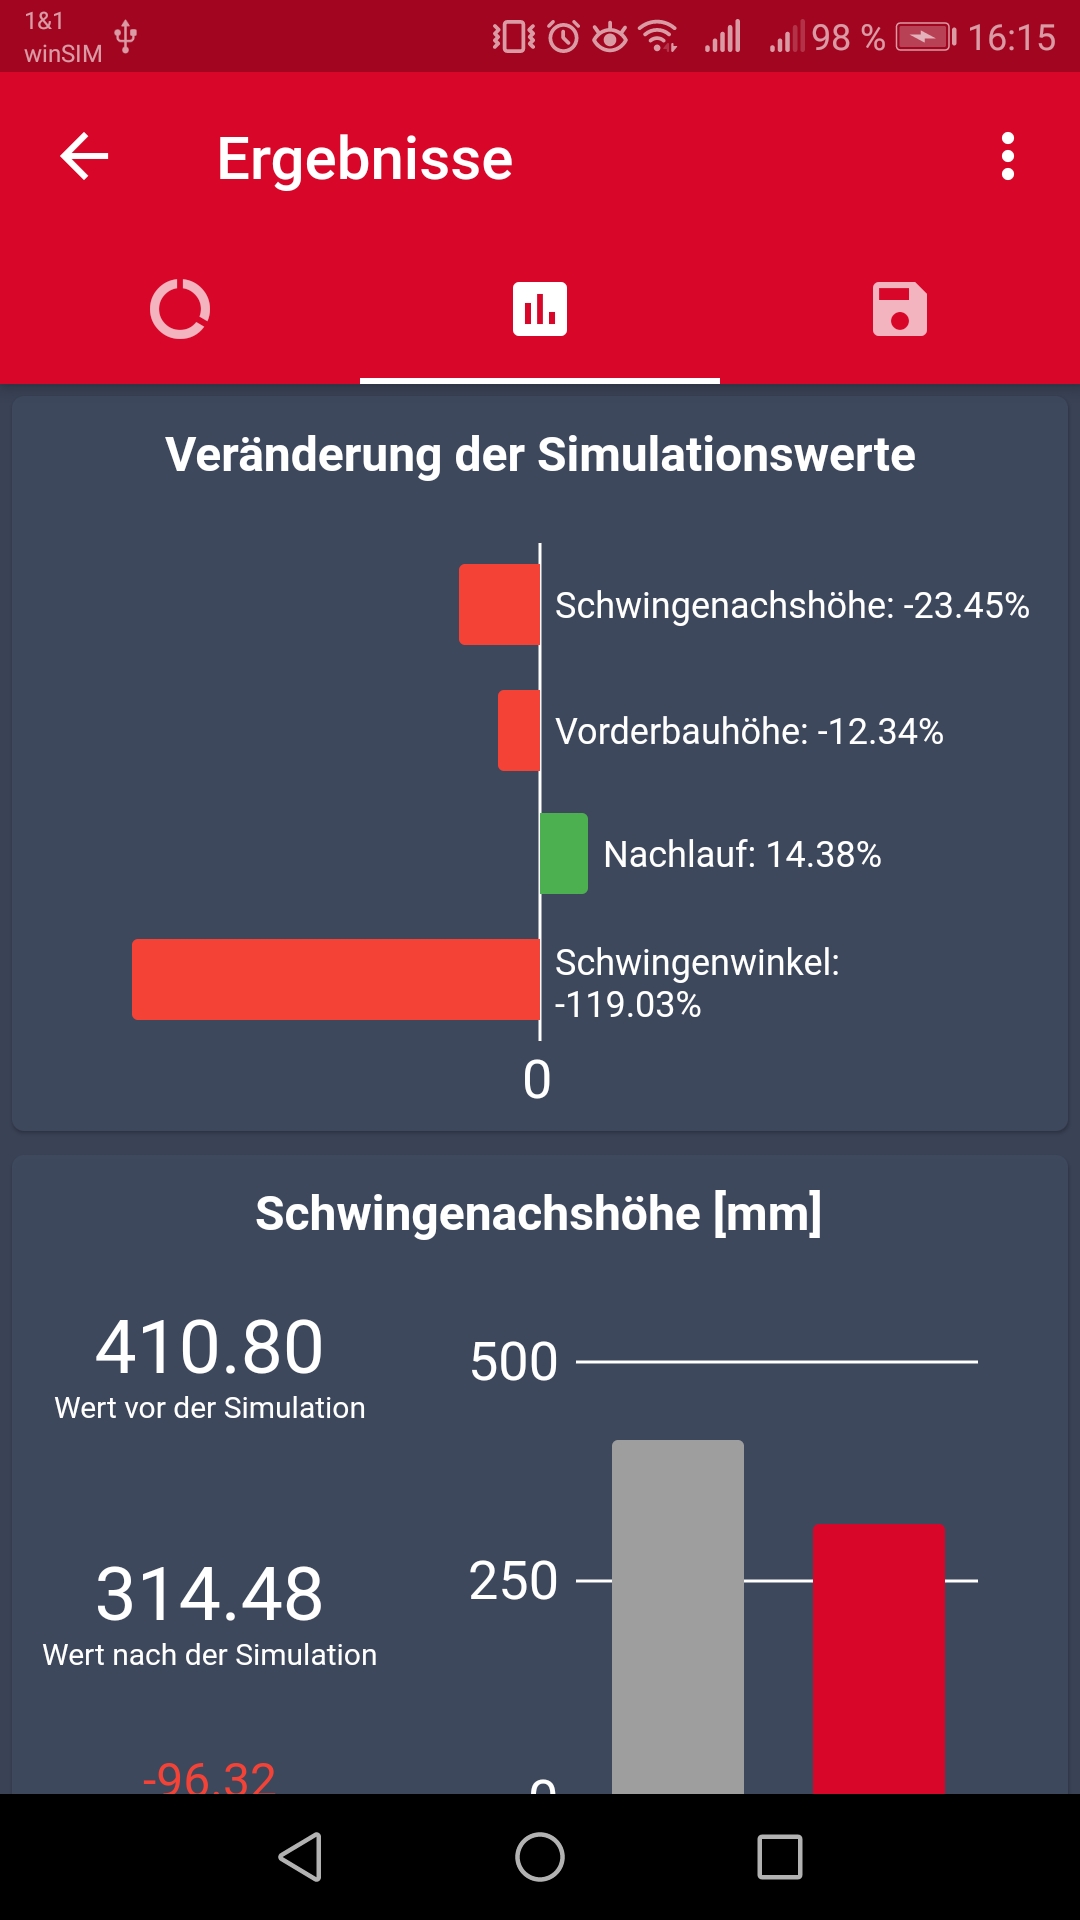 1&1
winSIM
98 %
16:15
Ergebnisse
Veränderung der Simulationswerte
Schwingenachshöhe: -23.45%
Vorderbauhöhe: -12.34%
Nachlauf: 14.38%
Schwingenwinkel:
-119.03%
0
Schwingenachshöhe [mm]
410.80
Wert vor der Simulation
500
314.48
Wert nach der Simulation
250
-96.32
0